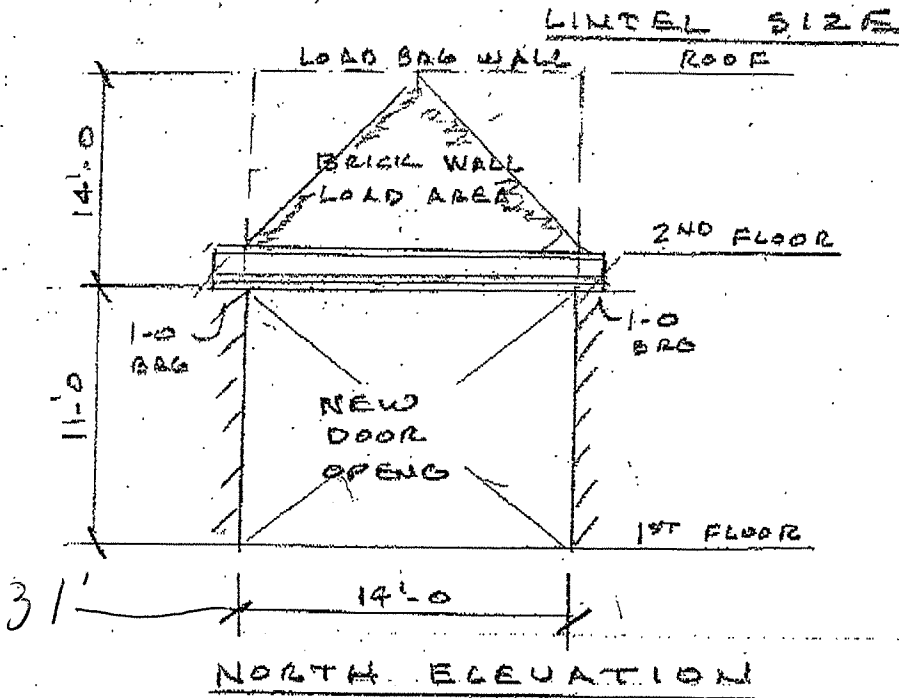 LINTEL SIZE
LOAD BRG WALL
ROOF
14'-0
BRICK WALL
LOAD AREA
2ND FLOOR
1-0
BRG
1-0
BRG
11'-0
NEW
DOOR
OPENG
1ST FLOOR
31'
14'-0
NORTH ELEVATION